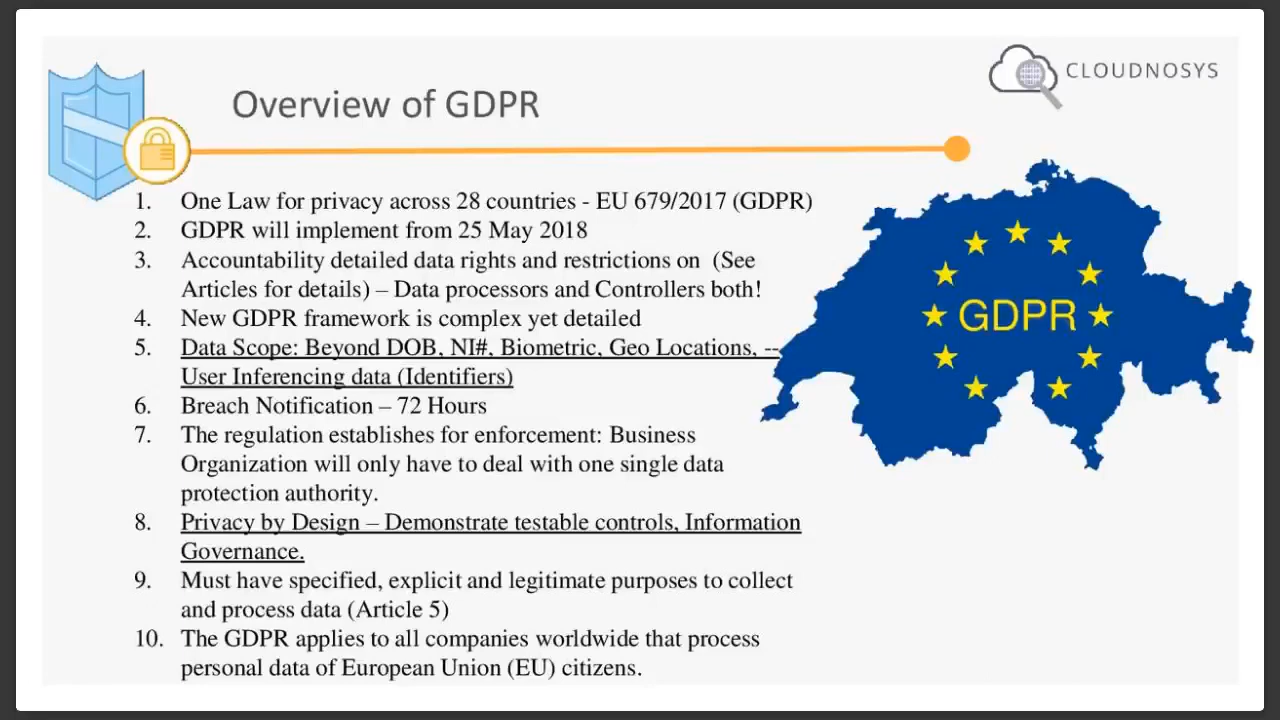 CLOUDNOSYS
Overview of GDPR
1. One Law for privacy across 28 countries - EU 679/2017 (GDPR)
2. GDPR will implement from 25 May 2018
3. Accountability detailed data rights and restrictions on (See
Articles for details) – Data processors and Controllers both!
4. New GDPR framework is complex yet detailed
5. Data Scope: Beyond DOB, NI#, Biometric, Geo Locations, --
User Inferencing data (Identifiers)
6. Breach Notification – 72 Hours
7. The regulation establishes for enforcement: Business
Organization will only have to deal with one single data
protection authority.
8. Privacy by Design – Demonstrate testable controls, Information
Governance.
9. Must have specified, explicit and legitimate purposes to collect
and process data (Article 5)
10. The GDPR applies to all companies worldwide that process
personal data of European Union (EU) citizens.
GDPR